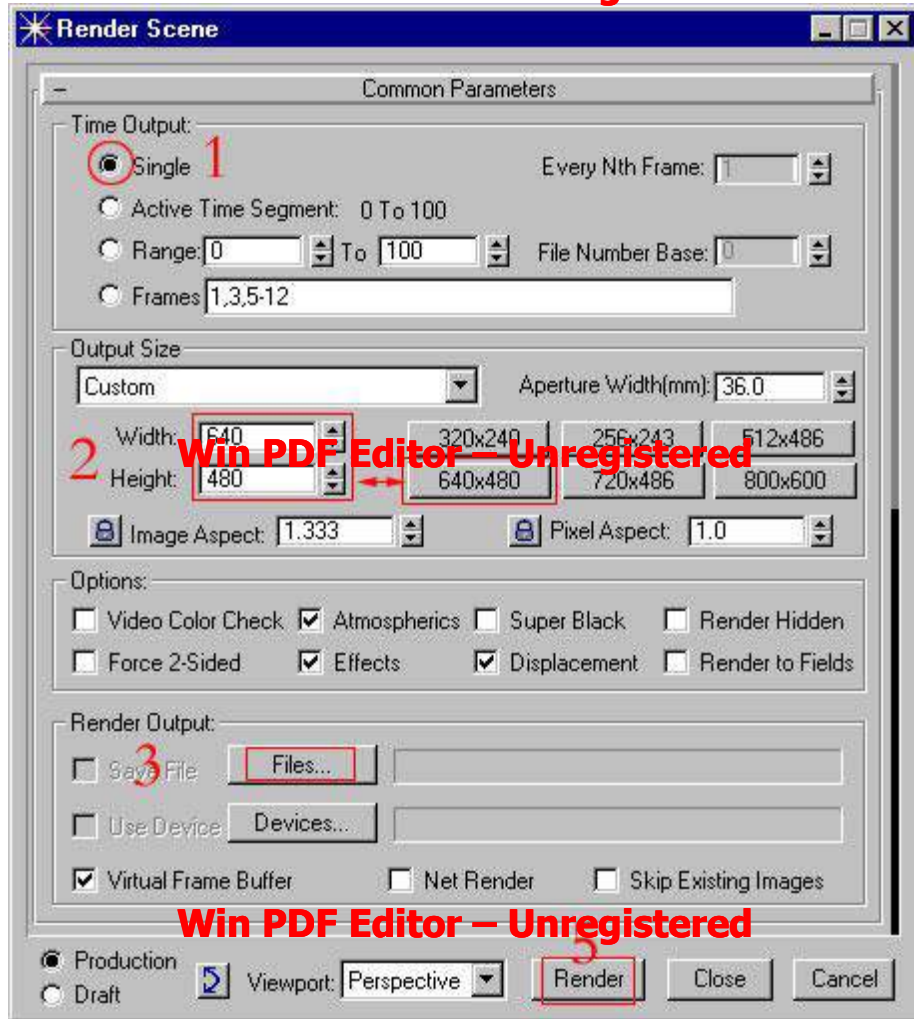 Render Scene
Common Parameters
Time Output:
Single 1 Every Nth Frame: 1
Active Time Segment: 0 To 100
Range: 0 To 100 File Number Base: 0
Frames 1,3,5-12
Output Size
Custom Aperture Width(mm): 36.0
Width: 640 320x240 256x243 512x486
2
Win PDF Editor — Unregistered
Height: 480 640x480 720x486 800x600
Image Aspect: 1.333 Pixel Aspect: 1.0
Options:
Video Color Check Atmospherics Super Black Render Hidden
Force 2-Sided Effects Displacement Render to Fields
Render Output:
3
Save File Files...
Use Device Devices...
Virtual Frame Buffer Net Render Skip Existing Images
Win PDF Editor — Unregistered
5
Production
Draft
Viewport: Perspective Render Close Cancel